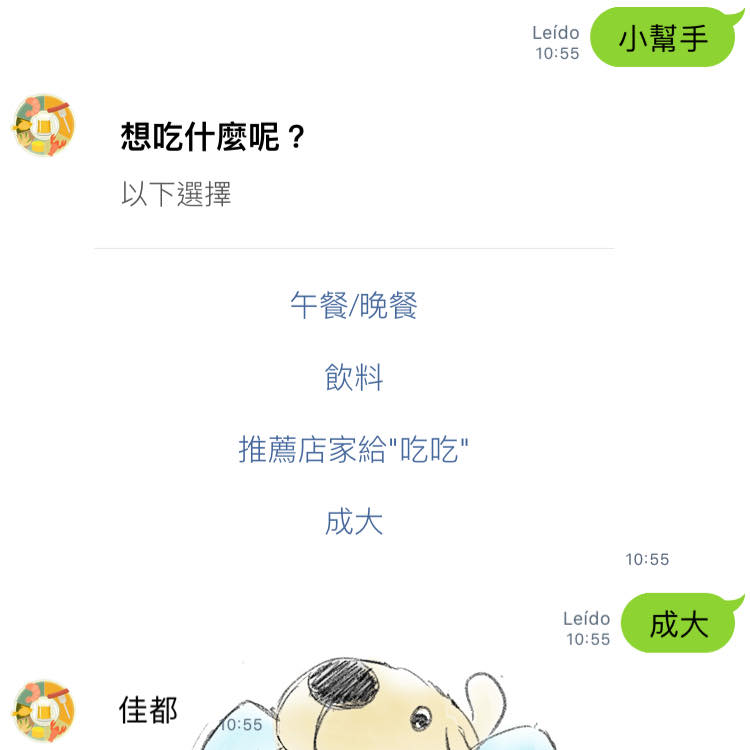 Leído
10:55
小幫手
想吃什麼呢？
以下選擇
午餐/晚餐
飲料
推薦店家給"吃吃"
成大
10:55
Leído
10:55
成大
佳都
10:55